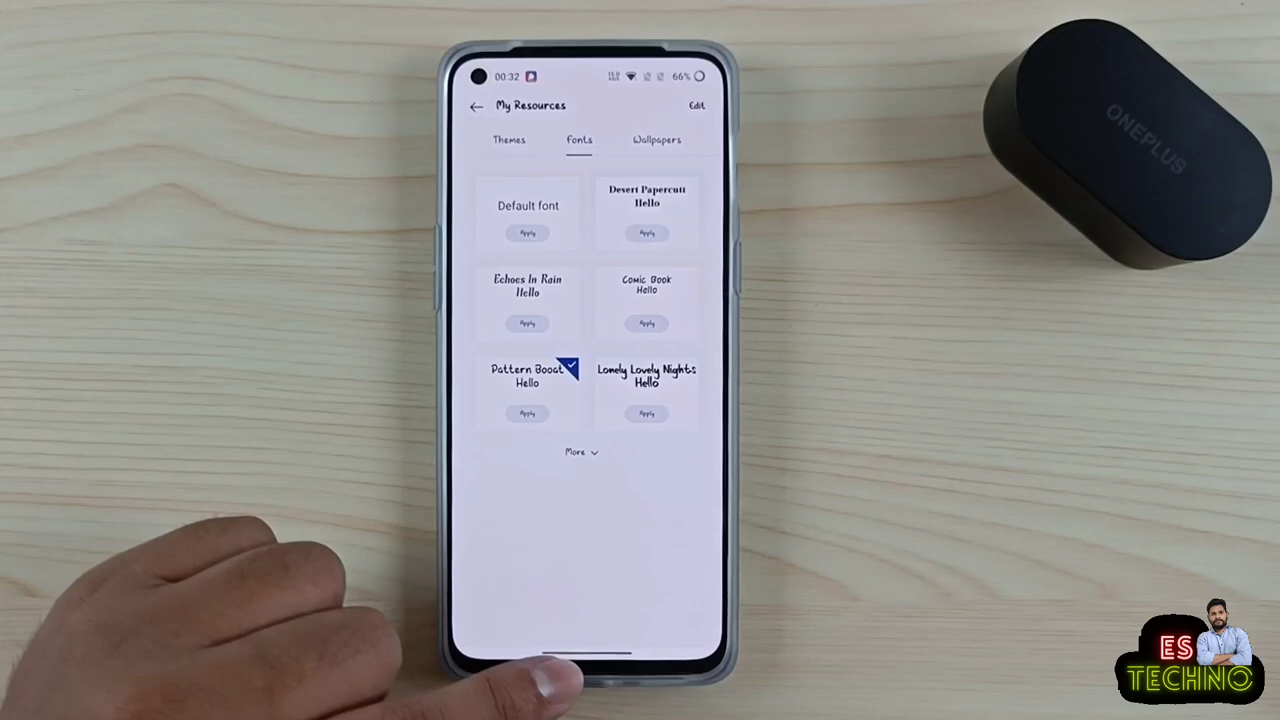 00:32
66%
My Resources
Edit
Themes
Fonts
Wallpapers
Default font
Apply
Desert Papercutt
Hello
Apply
Echoes In Rain
Hello
Apply
Comic Book
Hello
Apply
Pattern Booat
Hello
Apply
Lonely Lovely Nights
Hello
Apply
More
ONEPLUS
ES
TECHNO